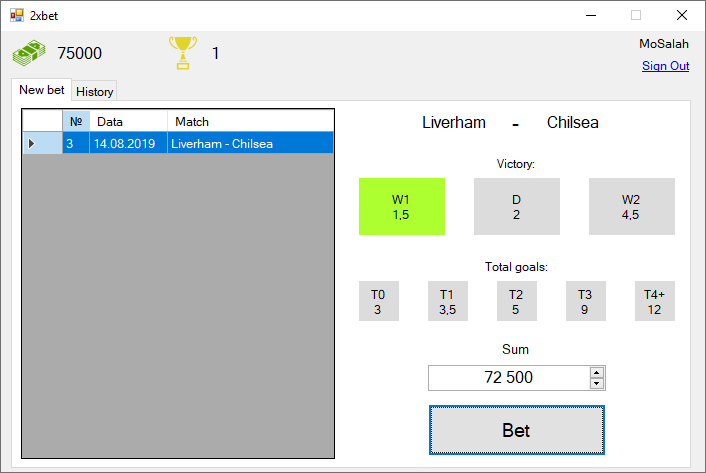 2xbet
75000
1
MoSalah
Sign Out
New bet
History
№ Data Match
3 14.08.2019 Liverham - Chilsea
Liverham - Chilsea
Victory:
W1 D W2
1,5 2 4,5
Total goals:
T0 T1 T2 T3 T4+
3 3,5 5 9 12
Sum
72 500
Bet